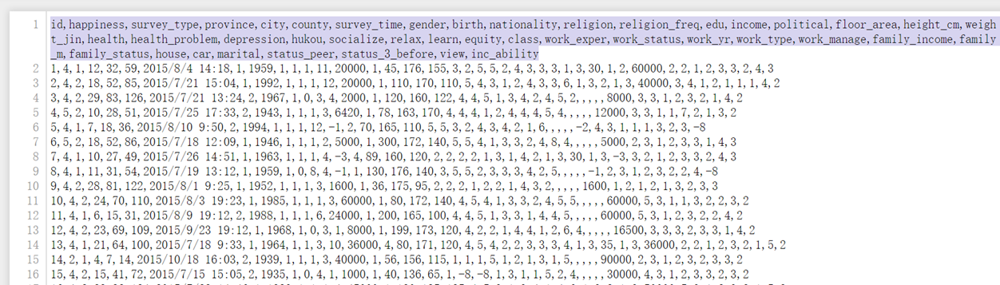 1 id,happiness,survey_type,province,city,county,survey_time,gender,birth,nationality,religion,religion_freq,edu,income,political,floor_area,height_cm,weigh
t_jin,health,health_problem,depression,hukou,socialize,relax,learn,equity,class,work_exper,work_status,work_yr,work_type,work_manage,family_income,family
_m,family_status,house,car,marital,status_peer,status_3_before,view,inc_ability
2 1,4,1,12,32,59,2015/8/4 14:18,1,1959,1,1,1,11,20000,1,45,176,155,3,2,5,5,2,4,3,3,3,1,3,30,1,2,60000,2,2,1,2,3,3,2,4,3
3 2,4,2,18,52,85,2015/7/21 15:04,1,1992,1,1,1,12,20000,1,110,170,110,5,4,3,1,2,4,3,3,6,1,3,2,1,3,40000,3,4,1,2,1,1,1,4,2
4 3,4,2,29,83,126,2015/7/21 13:24,2,1967,1,0,3,4,2000,1,120,160,122,4,4,5,1,3,4,2,4,5,2,,,,,8000,3,3,1,2,3,2,1,4,2
5 4,5,2,10,28,51,2015/7/25 17:33,2,1943,1,1,1,3,6420,1,78,163,170,4,4,4,1,2,4,4,4,5,4,,,,,12000,3,3,1,1,7,2,1,3,2
6 5,4,1,7,18,36,2015/8/10 9:50,2,1994,1,1,1,12,-1,2,70,165,110,5,5,3,2,4,3,4,2,1,6,,,,,-2,4,3,1,1,1,3,2,3,-8
7 6,5,2,18,52,86,2015/7/18 12:09,1,1946,1,1,1,2,5000,1,300,172,140,5,5,4,1,3,3,2,4,8,4,,,,,5000,2,3,1,2,3,3,1,4,3
8 7,4,1,10,27,49,2015/7/26 14:51,1,1963,1,1,1,4,-3,4,89,160,120,2,2,2,2,1,3,1,4,2,1,3,30,1,3,-3,3,2,1,2,3,3,2,4,3
9 8,4,1,11,31,54,2015/7/19 13:12,1,1959,1,0,8,4,-1,1,130,176,140,3,5,5,2,3,3,3,4,2,5,,,,,-1,2,3,1,2,3,2,2,4,-8
10 9,4,2,28,81,122,2015/8/1 9:25,1,1952,1,1,1,3,1600,1,36,175,95,2,2,2,1,2,2,1,4,3,2,,,,,1600,1,2,1,2,1,3,2,3,3
11 10,4,2,24,70,110,2015/8/3 19:23,1,1985,1,1,1,3,60000,1,80,172,140,4,5,4,1,3,3,2,4,5,5,,,,,60000,5,3,1,1,3,2,2,3,2
12 11,4,1,6,15,31,2015/8/9 19:12,2,1988,1,1,1,6,24000,1,200,165,100,4,4,5,1,3,3,1,4,4,5,,,,,60000,5,3,1,2,3,2,2,4,2
13 12,4,2,23,69,109,2015/9/23 19:12,1,1968,1,0,3,1,8000,1,199,173,120,4,2,2,1,4,4,1,2,6,4,,,,,16500,3,3,3,2,3,3,1,4,2
14 13,4,1,21,64,100,2015/7/18 9:33,1,1964,1,1,3,10,36000,4,80,171,120,4,5,4,2,2,3,3,3,4,1,3,35,1,3,36000,2,2,1,2,3,2,1,5,2
15 14,2,1,4,7,14,2015/10/18 16:03,2,1939,1,1,1,3,40000,1,56,156,115,1,1,1,5,1,2,1,3,1,5,,,,,90000,2,3,1,2,3,2,3,3,2
16 15,4,2,15,41,72,2015/7/15 15:05,2,1935,1,0,4,1,1000,1,40,136,65,1,-8,-8,1,3,1,1,5,2,4,,,,,30000,4,3,1,2,3,3,2,3,2